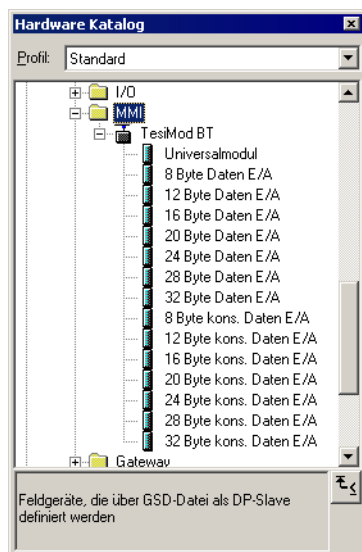 Hardware Katalog
Profil: Standard
I/O
MMI
TesiMod BT
Universalmodul
8 Byte Daten E/A
12 Byte Daten E/A
16 Byte Daten E/A
20 Byte Daten E/A
24 Byte Daten E/A
28 Byte Daten E/A
32 Byte Daten E/A
8 Byte kons. Daten E/A
12 Byte kons. Daten E/A
16 Byte kons. Daten E/A
20 Byte kons. Daten E/A
24 Byte kons. Daten E/A
28 Byte kons. Daten E/A
32 Byte kons. Daten E/A
Gateway
Feldgeräte, die über GSD-Datei als DP-Slave
definiert werden